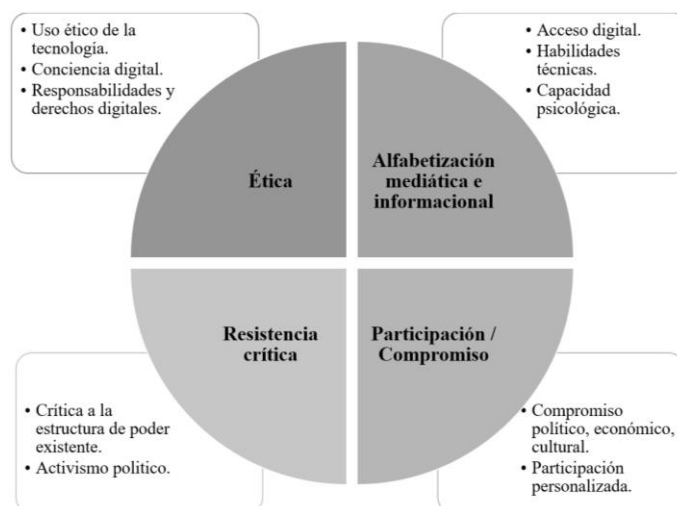 • Uso ético de la
tecnología.
• Conciencia digital.
• Responsabilidades y
derechos digitales.
• Acceso digital.
• Habilidades
técnicas.
• Capacidad
psicológica.
Ética
Alfabetización
mediática e
informacional
Resistencia
crítica
Participación /
Compromiso
• Crítica a la
estructura de poder
existente.
• Activismo politico.
• Compromiso
político, económico,
cultural.
• Participación
personalizada.